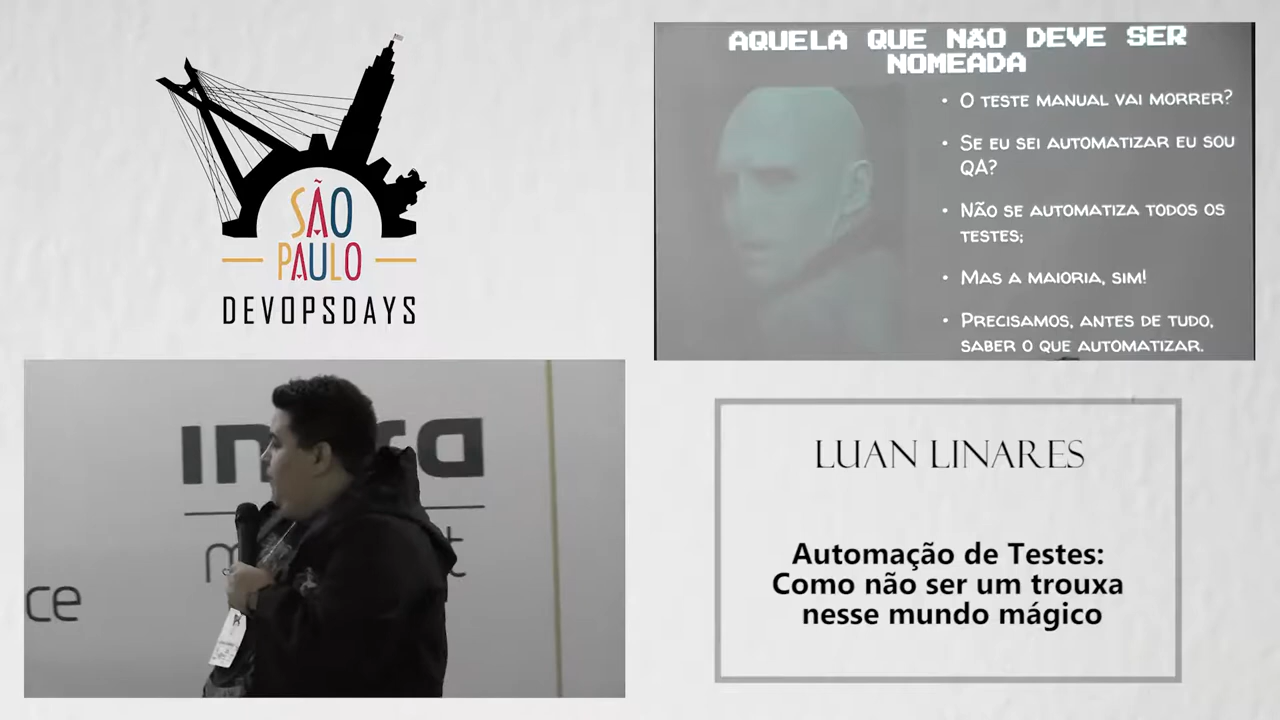 SÃO
PAULO
DEVOPSDAYS
AQUELA QUE NÃO DEVE SER
NOMEADA
• O TESTE MANUAL VAI MORRER?
• SE EU SEI AUTOMATIZAR EU SOU
QA?
• NÃO SE AUTOMATIZA TODOS OS
TESTES;
• MAS A MAIORIA, SIM!
• PRECISAMOS, ANTES DE TUDO,
SABER O QUE AUTOMATIZAR.
ce
LUAN LINARES
Automação de Testes:
Como não ser um trouxa
nesse mundo mágico